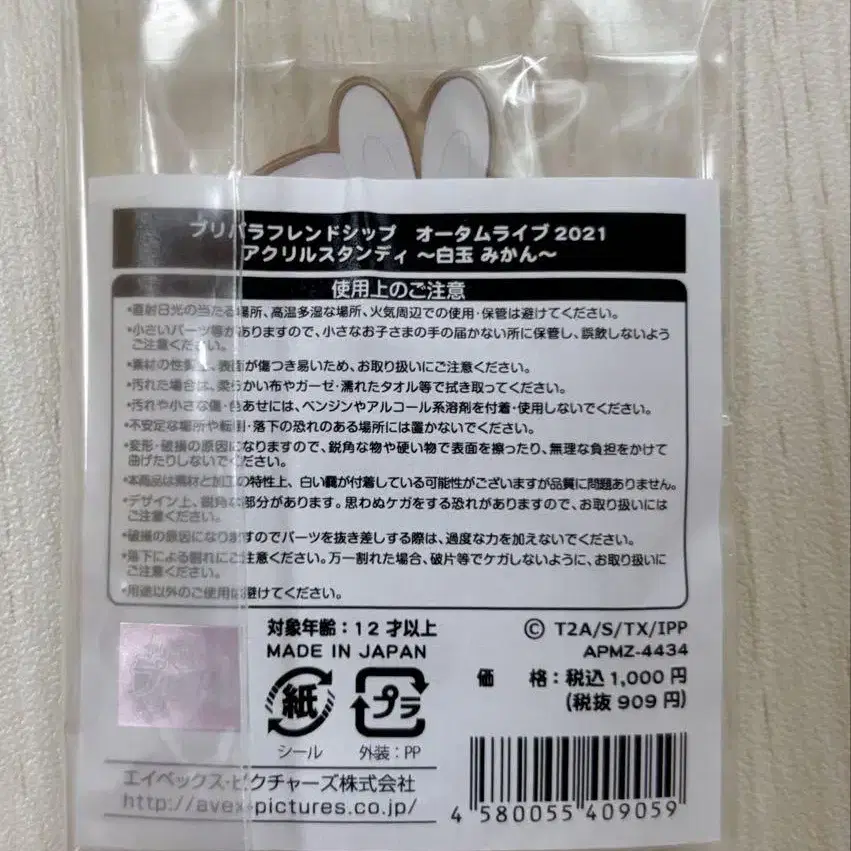 プリパラフレンドシップ　オータムライブ2021
アクリルスタンディ ～白玉 みかん～
使用上のご注意
•直射日光の当たる場所、高温多湿な場所、火気周辺での使用・保管は避けてください。
•小さいパーツ等がありますので、小さなお子さまの手の届かない所に保管し、誤飲しないよう
ご注意ください。
•素材の性質上、表面が傷つき易いため、お取り扱いにご注意ください。
•汚れた場合は、柔らかい布やガーゼ・濡れたタオル等で拭き取ってください。
•汚れや小さな傷・色あせには、ベンジンやアルコール系溶剤を付着・使用しないでください。
•不安定な場所や転倒・落下の恐れのある場所には置かないでください。
•変形・破損の原因になりますので、鋭角な物や硬い物で表面を擦ったり、無理な負担をかけて
曲げたりしないでください。
•本商品は素材と加工の特性上、白い靄が付着している可能性がございますが品質に問題ありません。
•デザイン上、鋭角な部分があります。思わぬケガをする恐れがありますので、お取り扱いには
ご注意ください。
•破損の原因になりますのでパーツを抜き差しする際は、過度な力を加えないでください。
•落下による割れにご注意ください。万一割れた場合、破片等でケガしないように、お取り扱いに
ご注意ください。
•用途以外のご使用は避けてください。
対象年齢：12才以上
MADE IN JAPAN
© T2A/S/TX/IPP
APMZ-4434
価　格：税込1,000円
(税抜 909円)
紙
プラ
シール
外装：PP
エイベックス・ピクチャーズ株式会社
http://avex-pictures.co.jp/
4 580055 409059